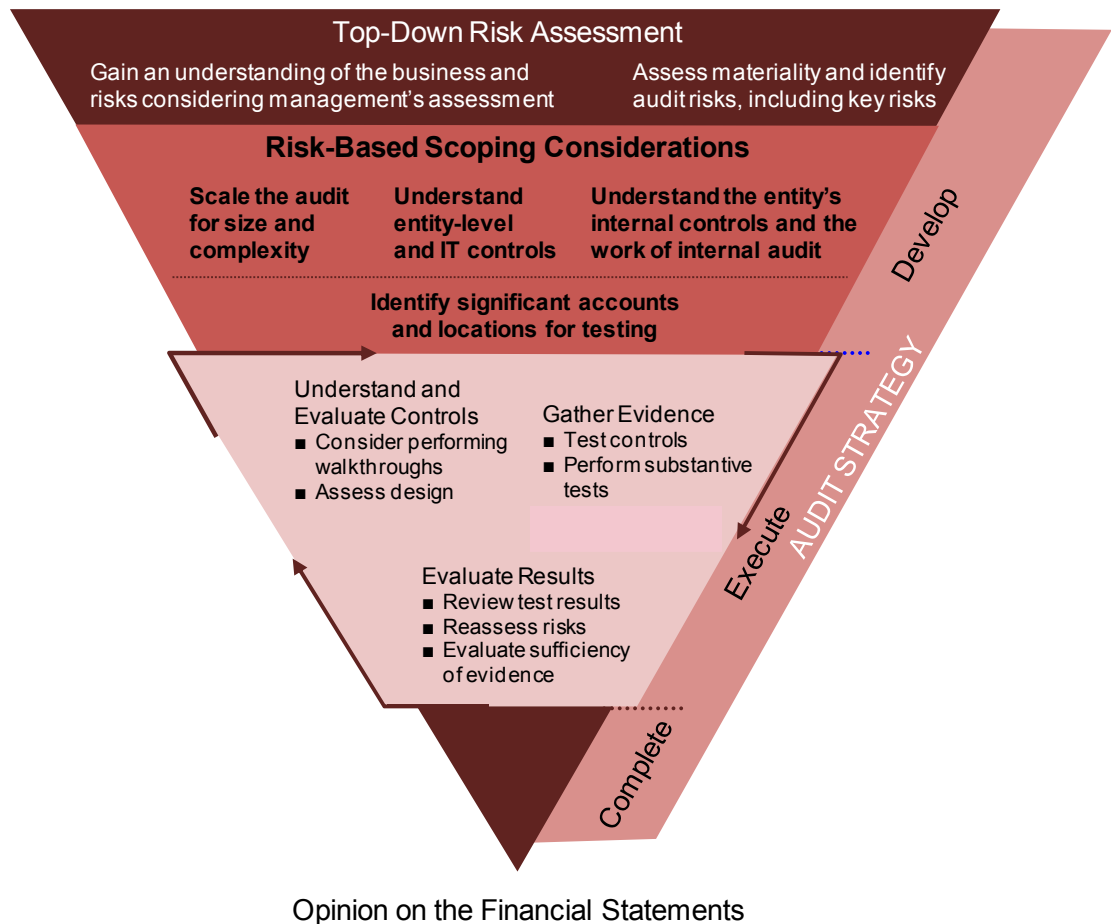 Top-Down Risk Assessment
Gain an understanding of the business and
risks considering management's assessment
Assess materiality and identify
audit risks, including key risks
Risk-Based Scoping Considerations
Scale the audit
for size and
complexity
Understand
entity-level
and IT controls
Understand the entity's
internal controls and the
work of internal audit
Identify significant accounts
and locations for testing
Develop
AUDIT STRATEGY
Understand and
Evaluate Controls
■ Consider performing
walkthroughs
■ Assess design
Gather Evidence
■ Test controls
■ Perform substantive
tests
Execute
Evaluate Results
■ Review test results
■ Reassess risks
■ Evaluate sufficiency
of evidence
Complete
Opinion on the Financial Statements